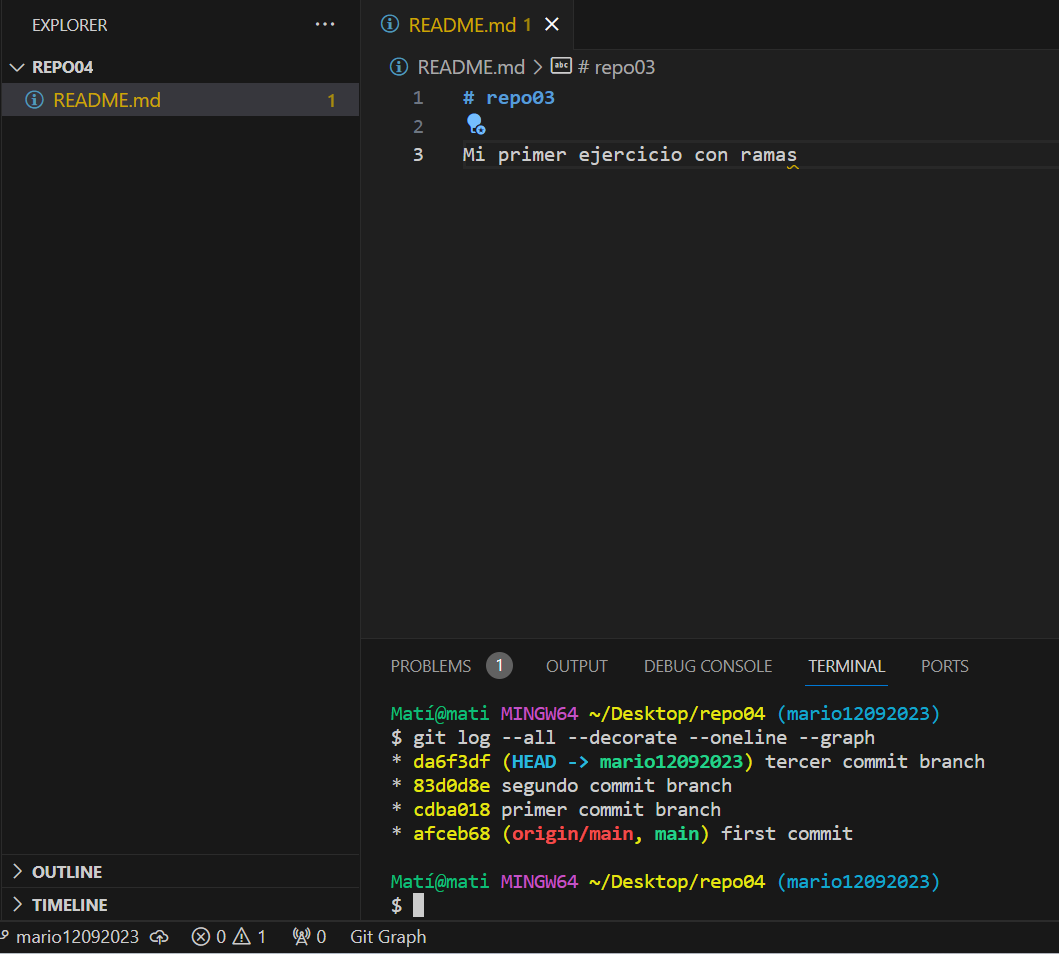 EXPLORER ...
REPO04
README.md 1
README.md 1
README.md > # repo03
1 # repo03
2
3 Mi primer ejercicio con ramas
PROBLEMS 1 OUTPUT DEBUG CONSOLE TERMINAL PORTS
Matí@mati MINGW64 ~/Desktop/repo04 (mario12092023)
$ git log --all --decorate --oneline --graph
* da6f3df (HEAD -> mario12092023) tercer commit branch
* 83d0d8e segundo commit branch
* cdba018 primer commit branch
* afceb68 (origin/main, main) first commit
Matí@mati MINGW64 ~/Desktop/repo04 (mario12092023)
$
OUTLINE
TIMELINE
mario12092023 0 1 0 Git Graph